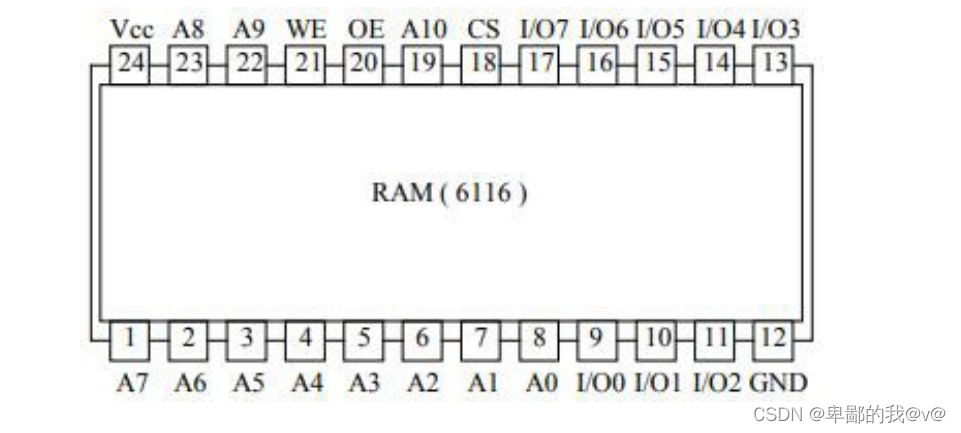 Vcc A8 A9 WE OE A10 CS I/O7 I/O6 I/O5 I/O4 I/O3
24 23 22 21 20 19 18 17 16 15 14 13
RAM ( 6116 )
1 2 3 4 5 6 7 8 9 10 11 12
A7 A6 A5 A4 A3 A2 A1 A0 I/O0 I/O1 I/O2 GND
CSDN @卑鄙的我@v@